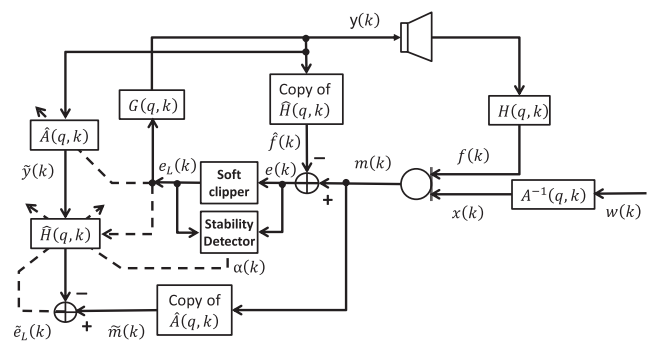 y(k)
Copy of
Ĥ(q, k)
G(q, k)
H(q, k)
Â(q, k)
f̂(k)
−
ỹ(k)
e_L(k)
Soft
clipper
e(k)
+
m(k)
f(k)
x(k)
A⁻¹(q, k)
w(k)
Stability
Detector
Ĥ(q, k)
α(k)
−
+
ẽ_L(k)
m̃(k)
Copy of
Â(q, k)